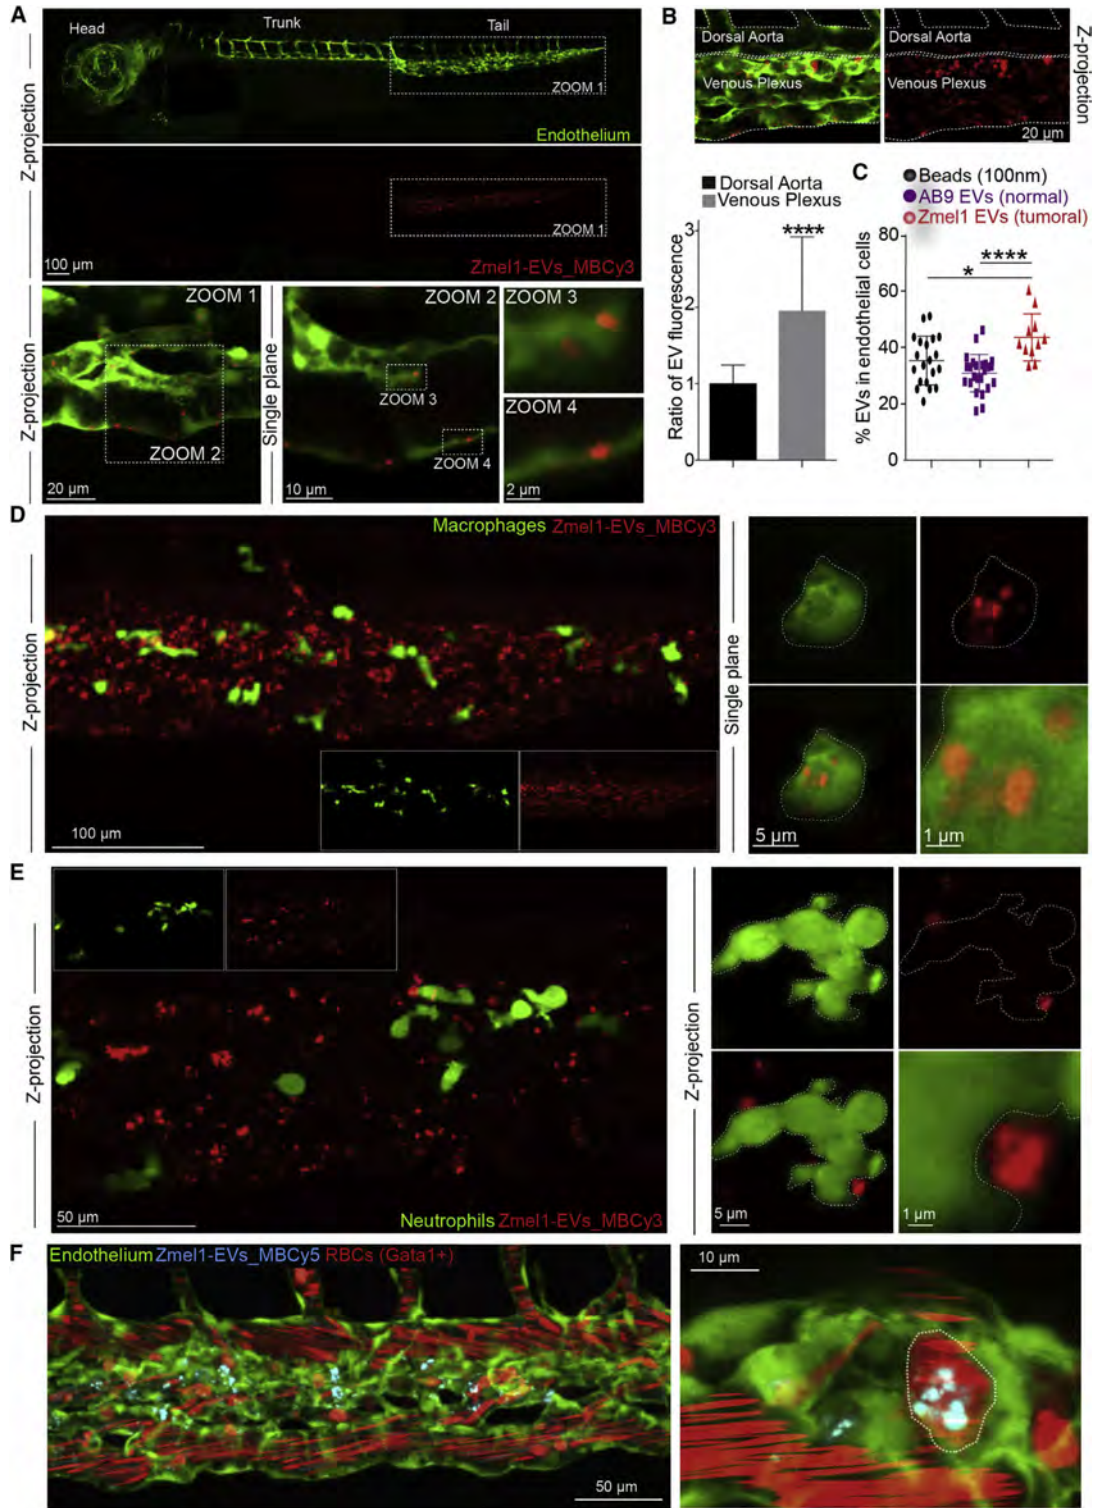 A
Z-projection
Head
Trunk
Tail
ZOOM 1
Endothelium
ZOOM 1
100 µm
Zmel1-EVs_MBCy3
Z-projection
ZOOM 1
ZOOM 2
20 µm
Single plane
ZOOM 2
ZOOM 3
ZOOM 4
10 µm
ZOOM 3
ZOOM 4
2 µm
B
Dorsal Aorta
Venous Plexus
Dorsal Aorta
Venous Plexus
20 µm
Z-projection
Dorsal Aorta
Venous Plexus
Ratio of EV fluorescence
3
2
1
0
****
C
Beads (100nm)
AB9 EVs (normal)
Zmel1 EVs (tumoral)
% EVs in endothelial cells
80
60
40
20
0
****
*
D
Z-projection
Macrophages Zmel1-EVs_MBCy3
100 µm
Single plane
5 µm
1 µm
E
Z-projection
50 µm
Neutrophils Zmel1-EVs_MBCy3
Z-projection
5 µm
1 µm
F
Endothelium Zmel1-EVs_MBCy5 RBCs (Gata1+)
50 µm
10 µm